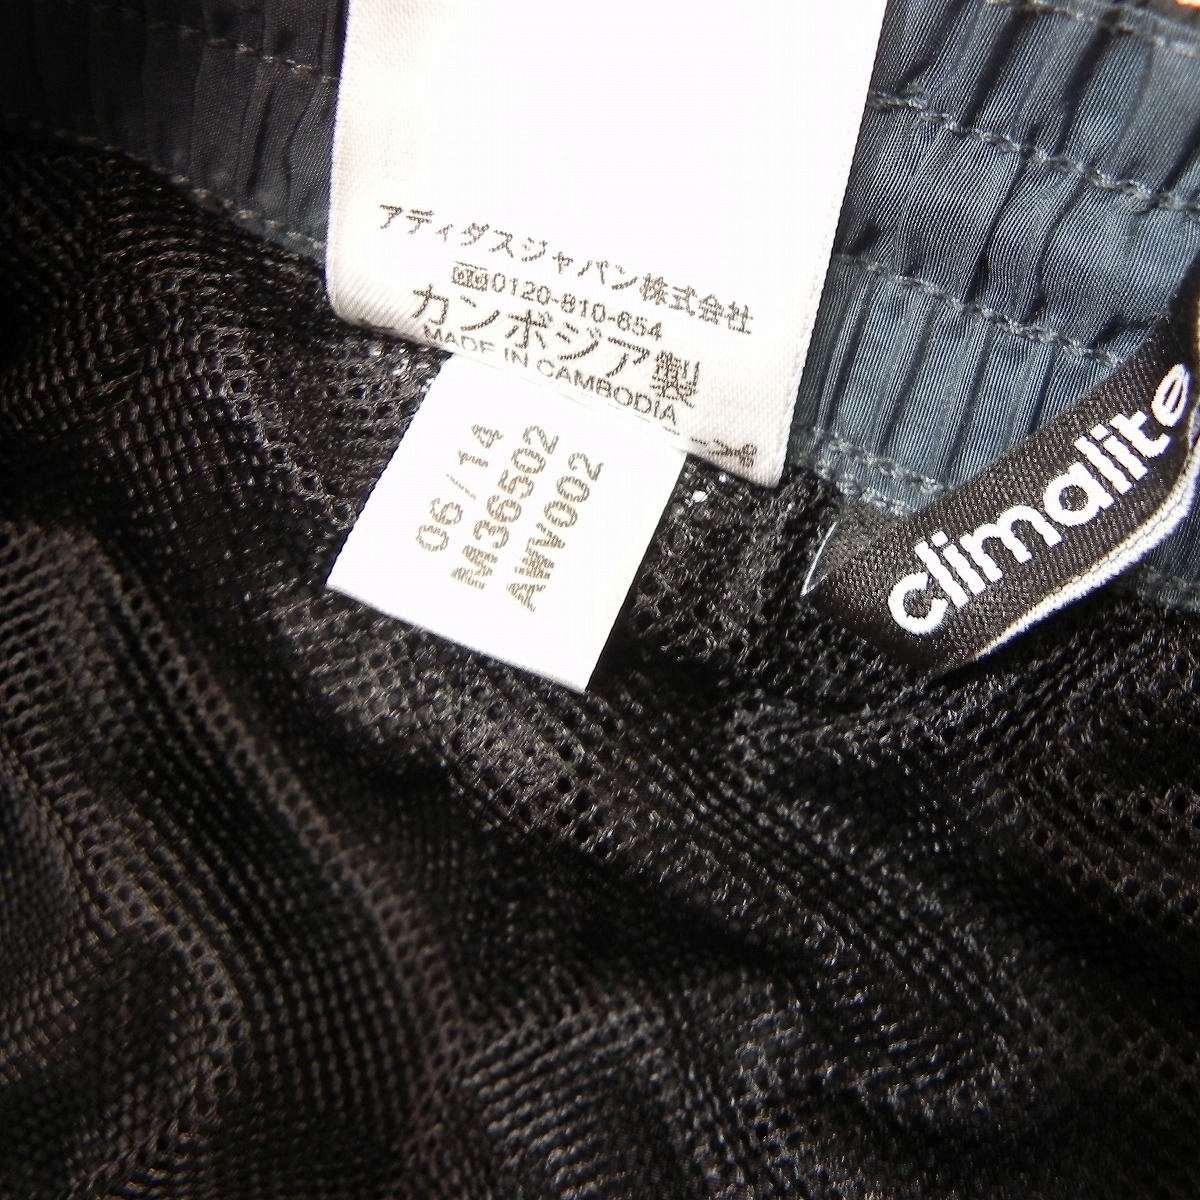 アディダスジャパン株式会社
0120-810-654
カンボジア製
MADE IN CAMBODIA
06/14
M36502
AIW002
climalite